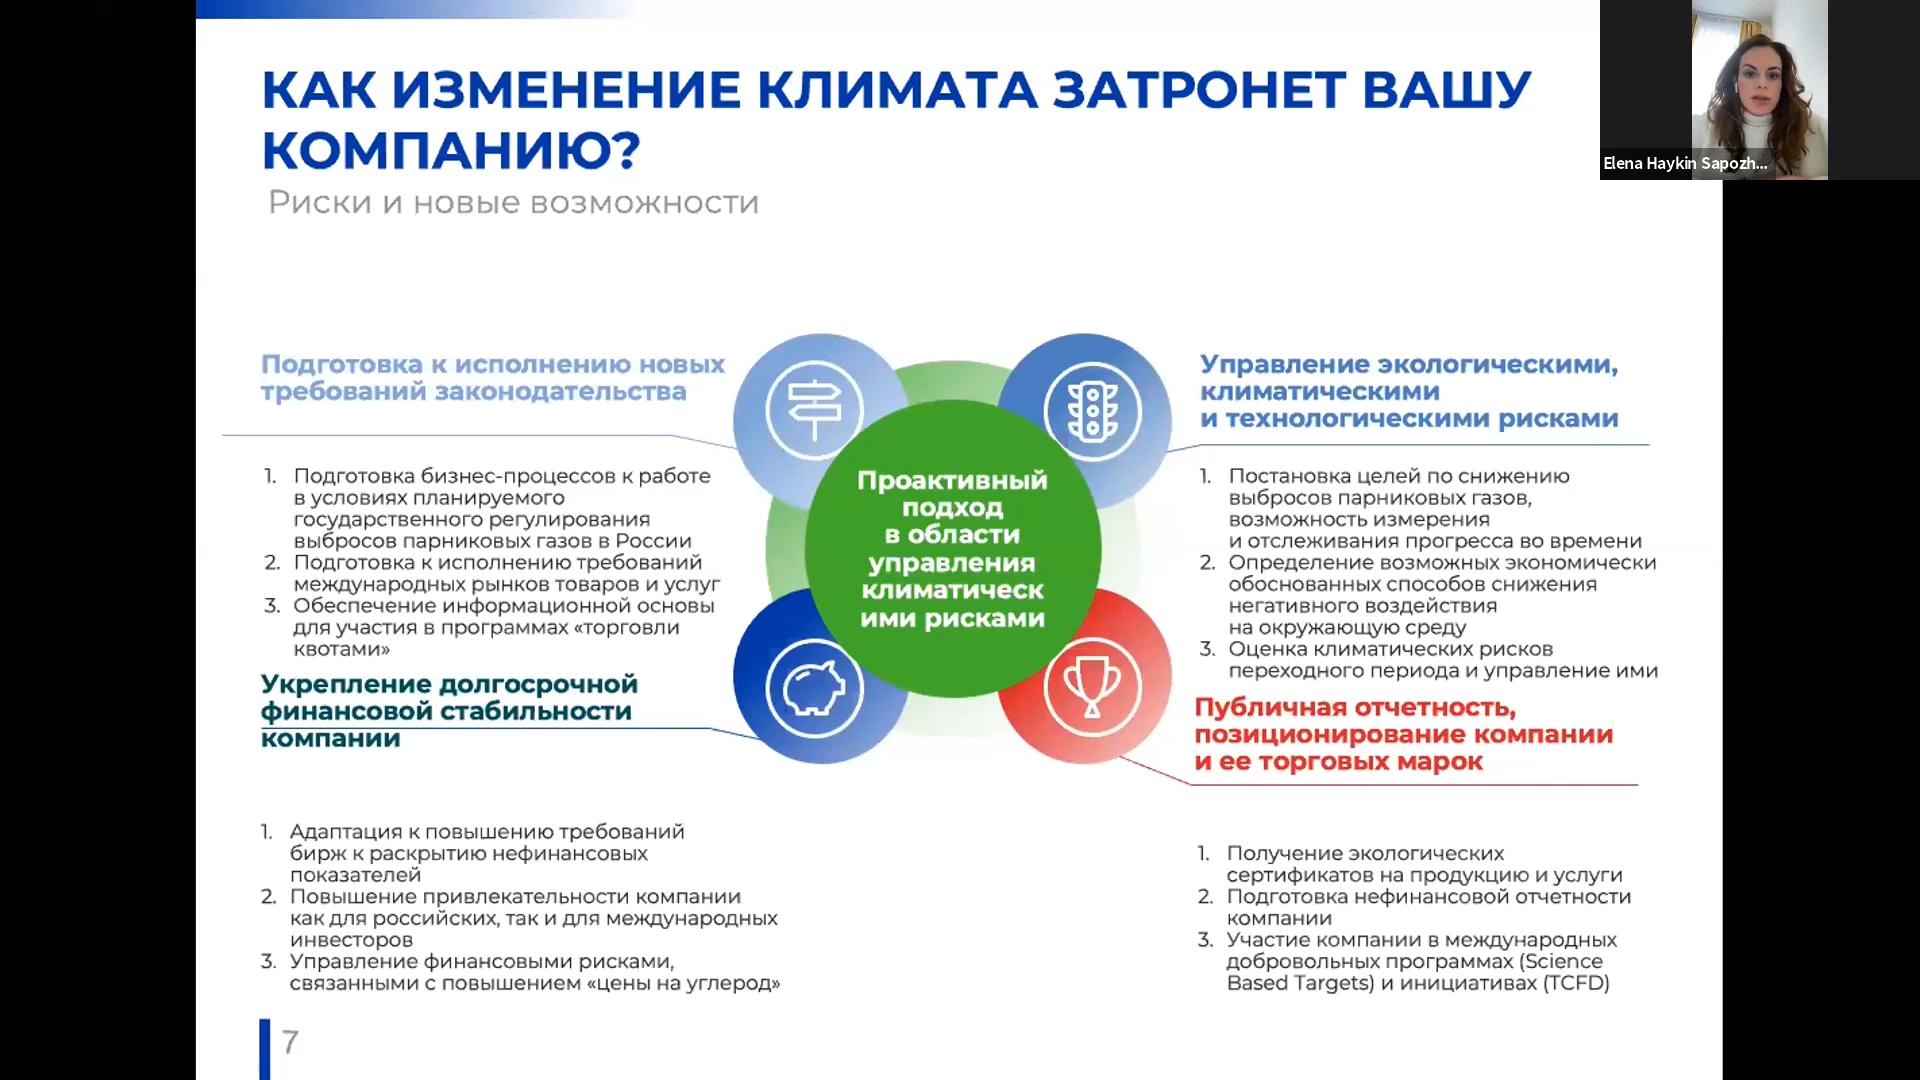 КАК ИЗМЕНЕНИЕ КЛИМАТА ЗАТРОНЕТ ВАШУ
КОМПАНИЮ?
Риски и новые возможности
Elena Haykin Sapozh...
Подготовка к исполнению новых
требований законодательства
1. Подготовка бизнес-процессов к работе
в условиях планируемого
государственного регулирования
выбросов парниковых газов в России
2. Подготовка к исполнению требований
международных рынков товаров и услуг
3. Обеспечение информационной основы
для участия в программах «торговли
квотами»
Укрепление долгосрочной
финансовой стабильности
компании
1. Адаптация к повышению требований
бирж к раскрытию нефинансовых
показателей
2. Повышение привлекательности компании
как для российских, так и для международных
инвесторов
3. Управление финансовыми рисками,
связанными с повышением «цены на углерод»
Проактивный
подход
в области
управления
климатическ
ими рисками
Управление экологическими,
климатическими
и технологическими рисками
1. Постановка целей по снижению
выбросов парниковых газов,
возможность измерения
и отслеживания прогресса во времени
2. Определение возможных экономически
обоснованных способов снижения
негативного воздействия
на окружающую среду
3. Оценка климатических рисков
переходного периода и управление ими
Публичная отчетность,
позиционирование компании
и ее торговых марок
1. Получение экологических
сертификатов на продукцию и услуги
2. Подготовка нефинансовой отчетности
компании
3. Участие компании в международных
добровольных программах (Science
Based Targets) и инициативах (TCFD)
7